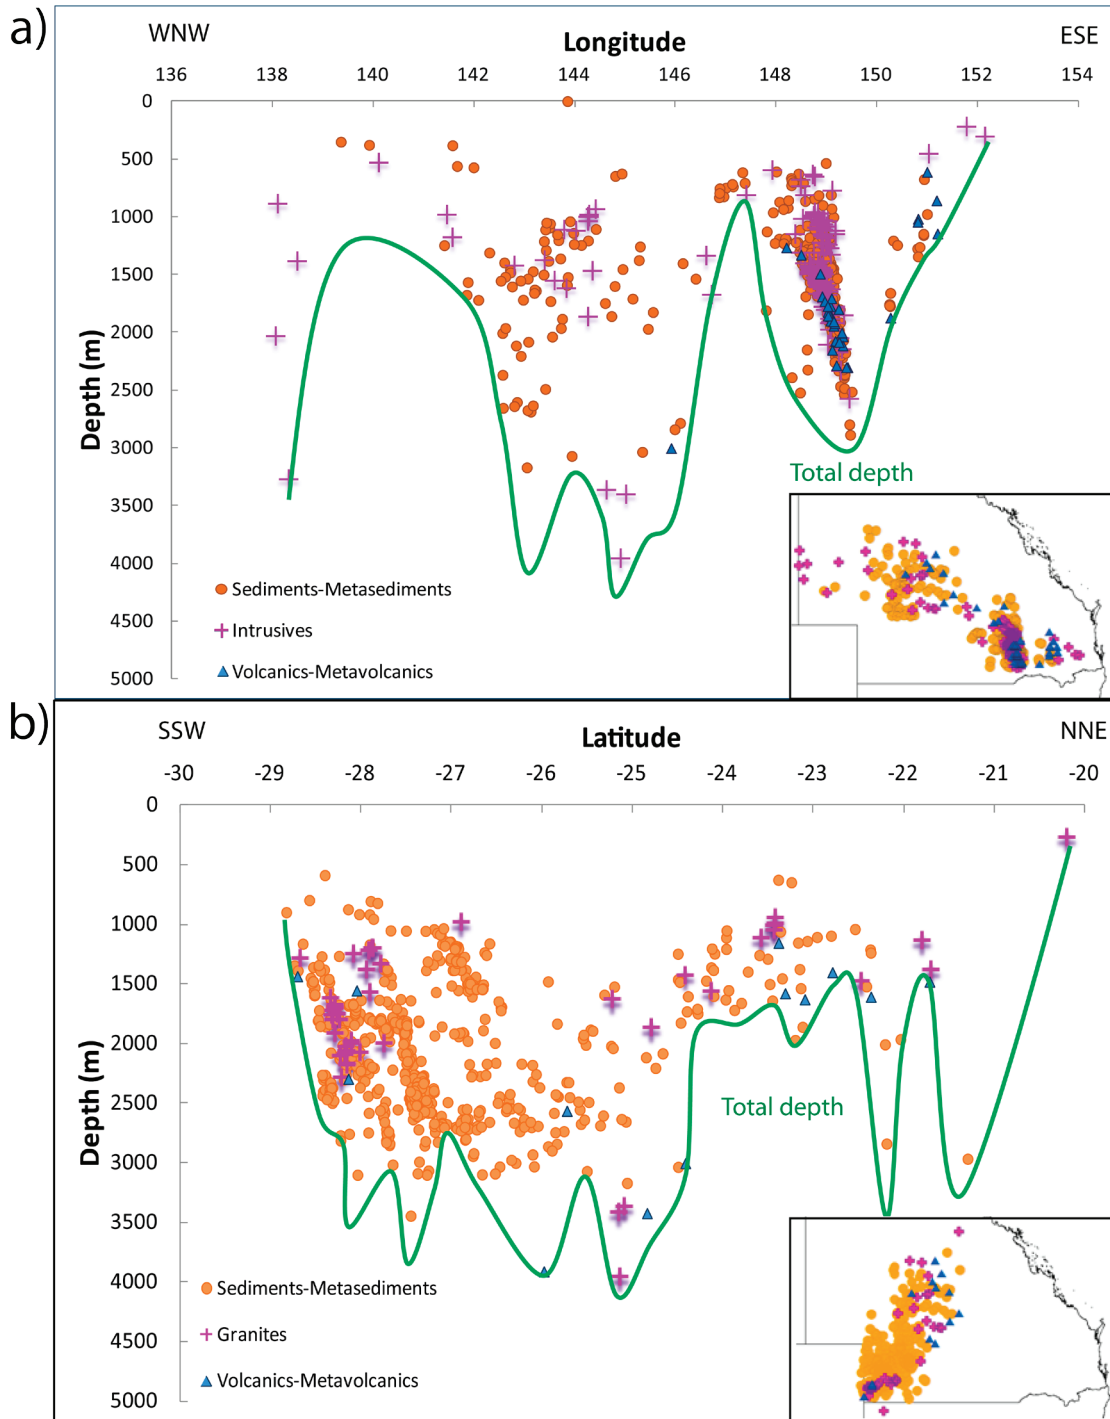 a)
WNW
Longitude
ESE
136 138 140 142 144 146 148 150 152 154
0
500
1000
1500
2000
2500
3000
3500
4000
4500
5000
Depth (m)
Total depth
Sediments-Metasediments
Intrusives
Volcanics-Metavolcanics
b)
SSW
Latitude
NNE
-30 -29 -28 -27 -26 -25 -24 -23 -22 -21 -20
0
500
1000
1500
2000
2500
3000
3500
4000
4500
5000
Depth (m)
Total depth
Sediments-Metasediments
Granites
Volcanics-Metavolcanics